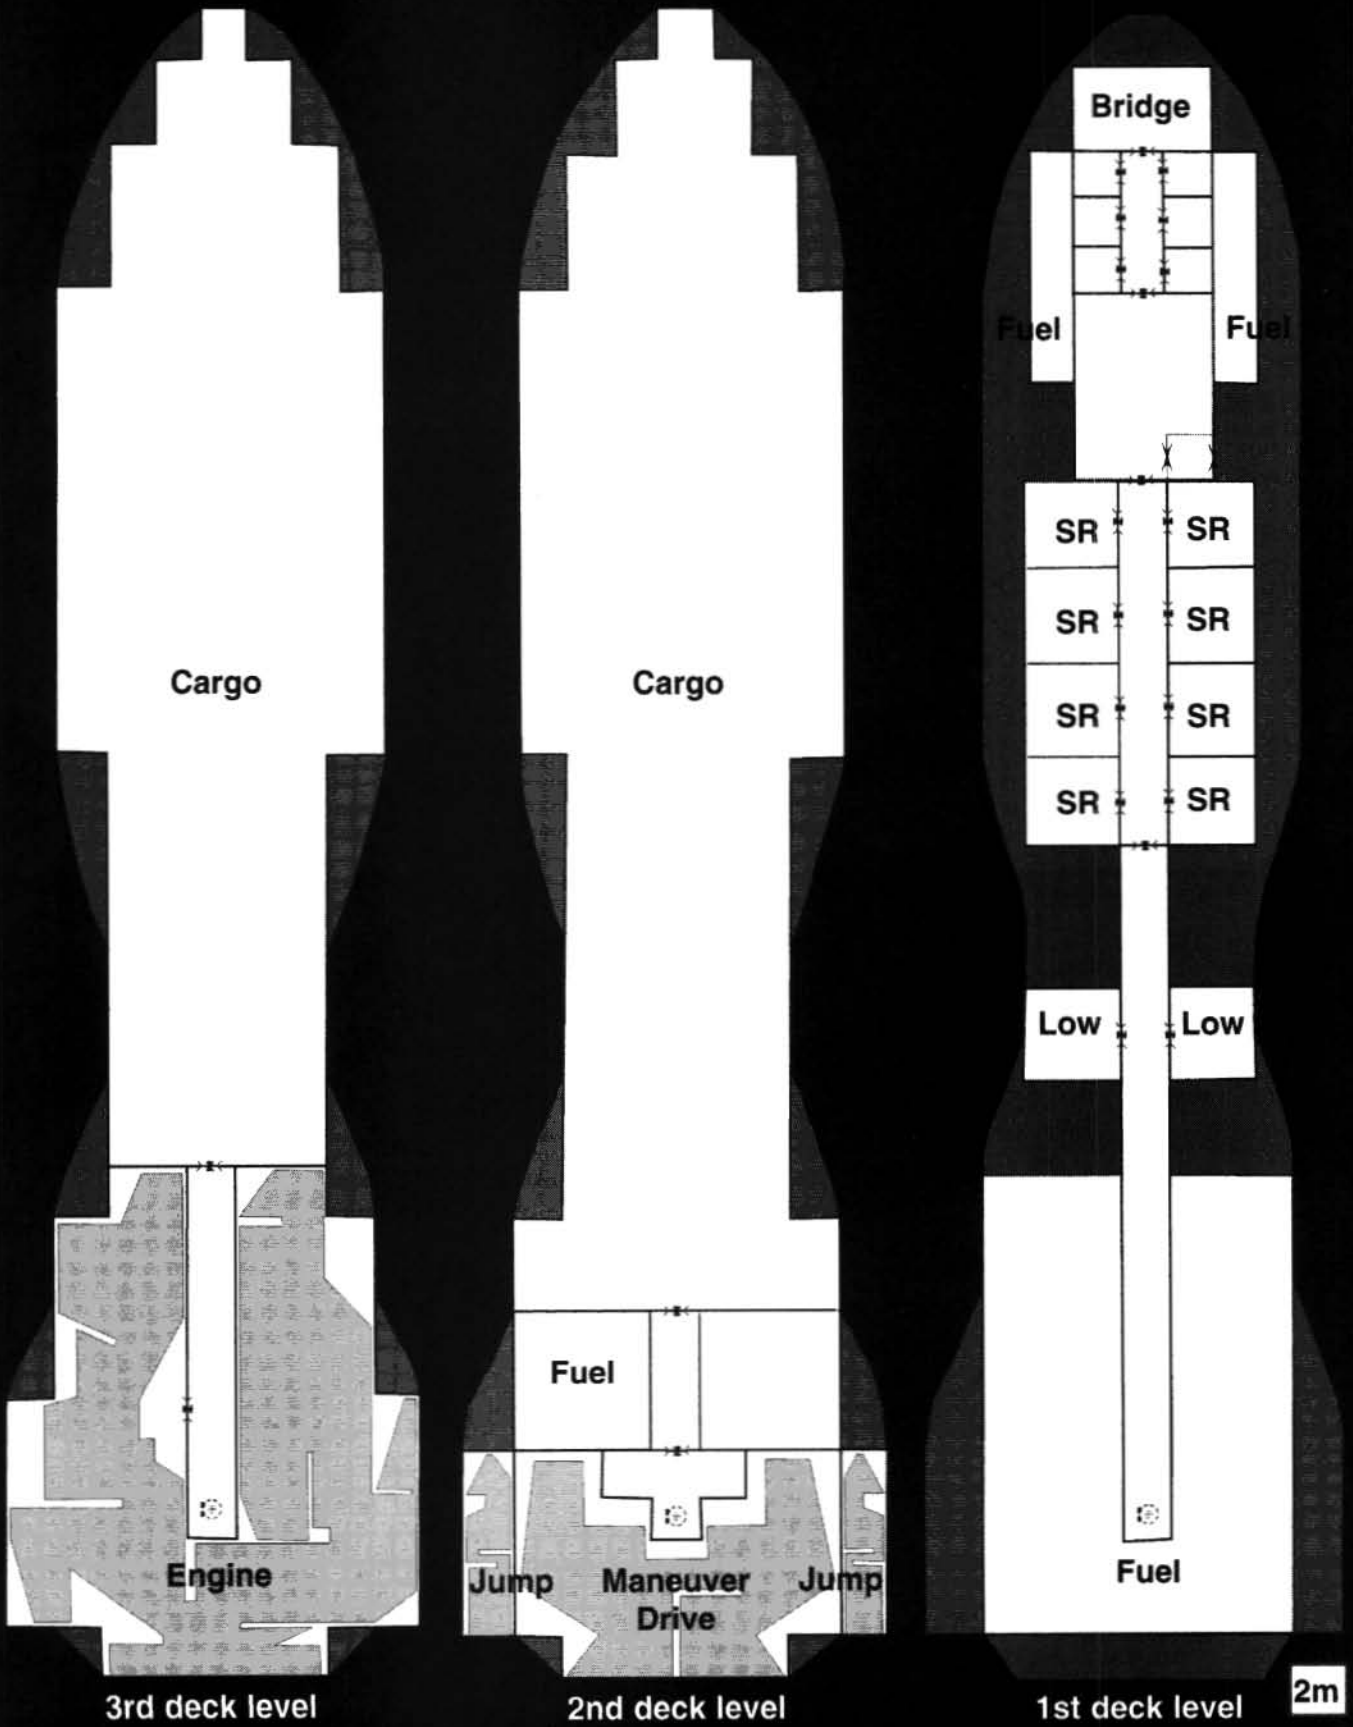 Bridge
Fuel
Fuel
SR
SR
SR
SR
Cargo
Cargo
SR
SR
SR
SR
Low
Low
Fuel
Engine
Jump
Maneuver
Drive
Jump
Fuel
2m
3rd deck level
2nd deck level
1st deck level